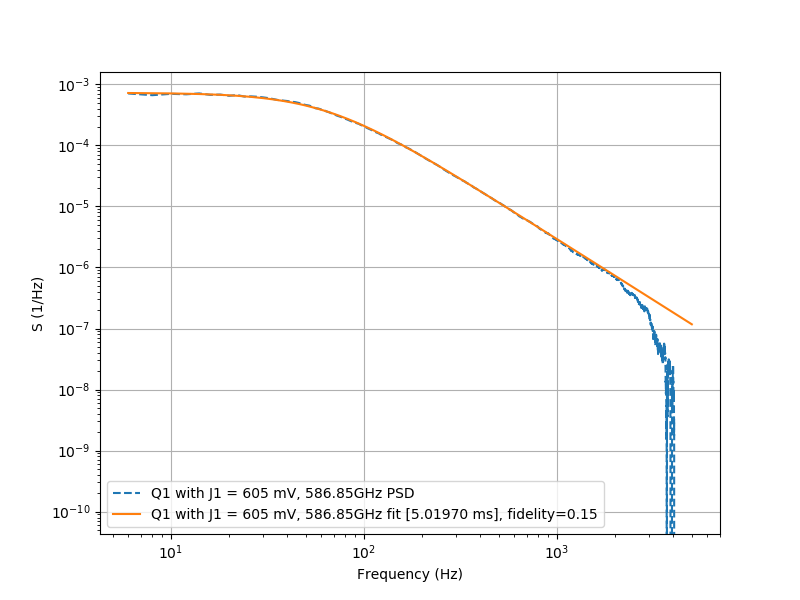 10⁻³
10⁻⁴
10⁻⁵
10⁻⁶
10⁻⁷
10⁻⁸
10⁻⁹
10⁻¹⁰
S (1/Hz)
Q1 with J1 = 605 mV, 586.85GHz PSD
Q1 with J1 = 605 mV, 586.85GHz fit [5.01970 ms], fidelity=0.15
10¹ 10² 10³
Frequency (Hz)